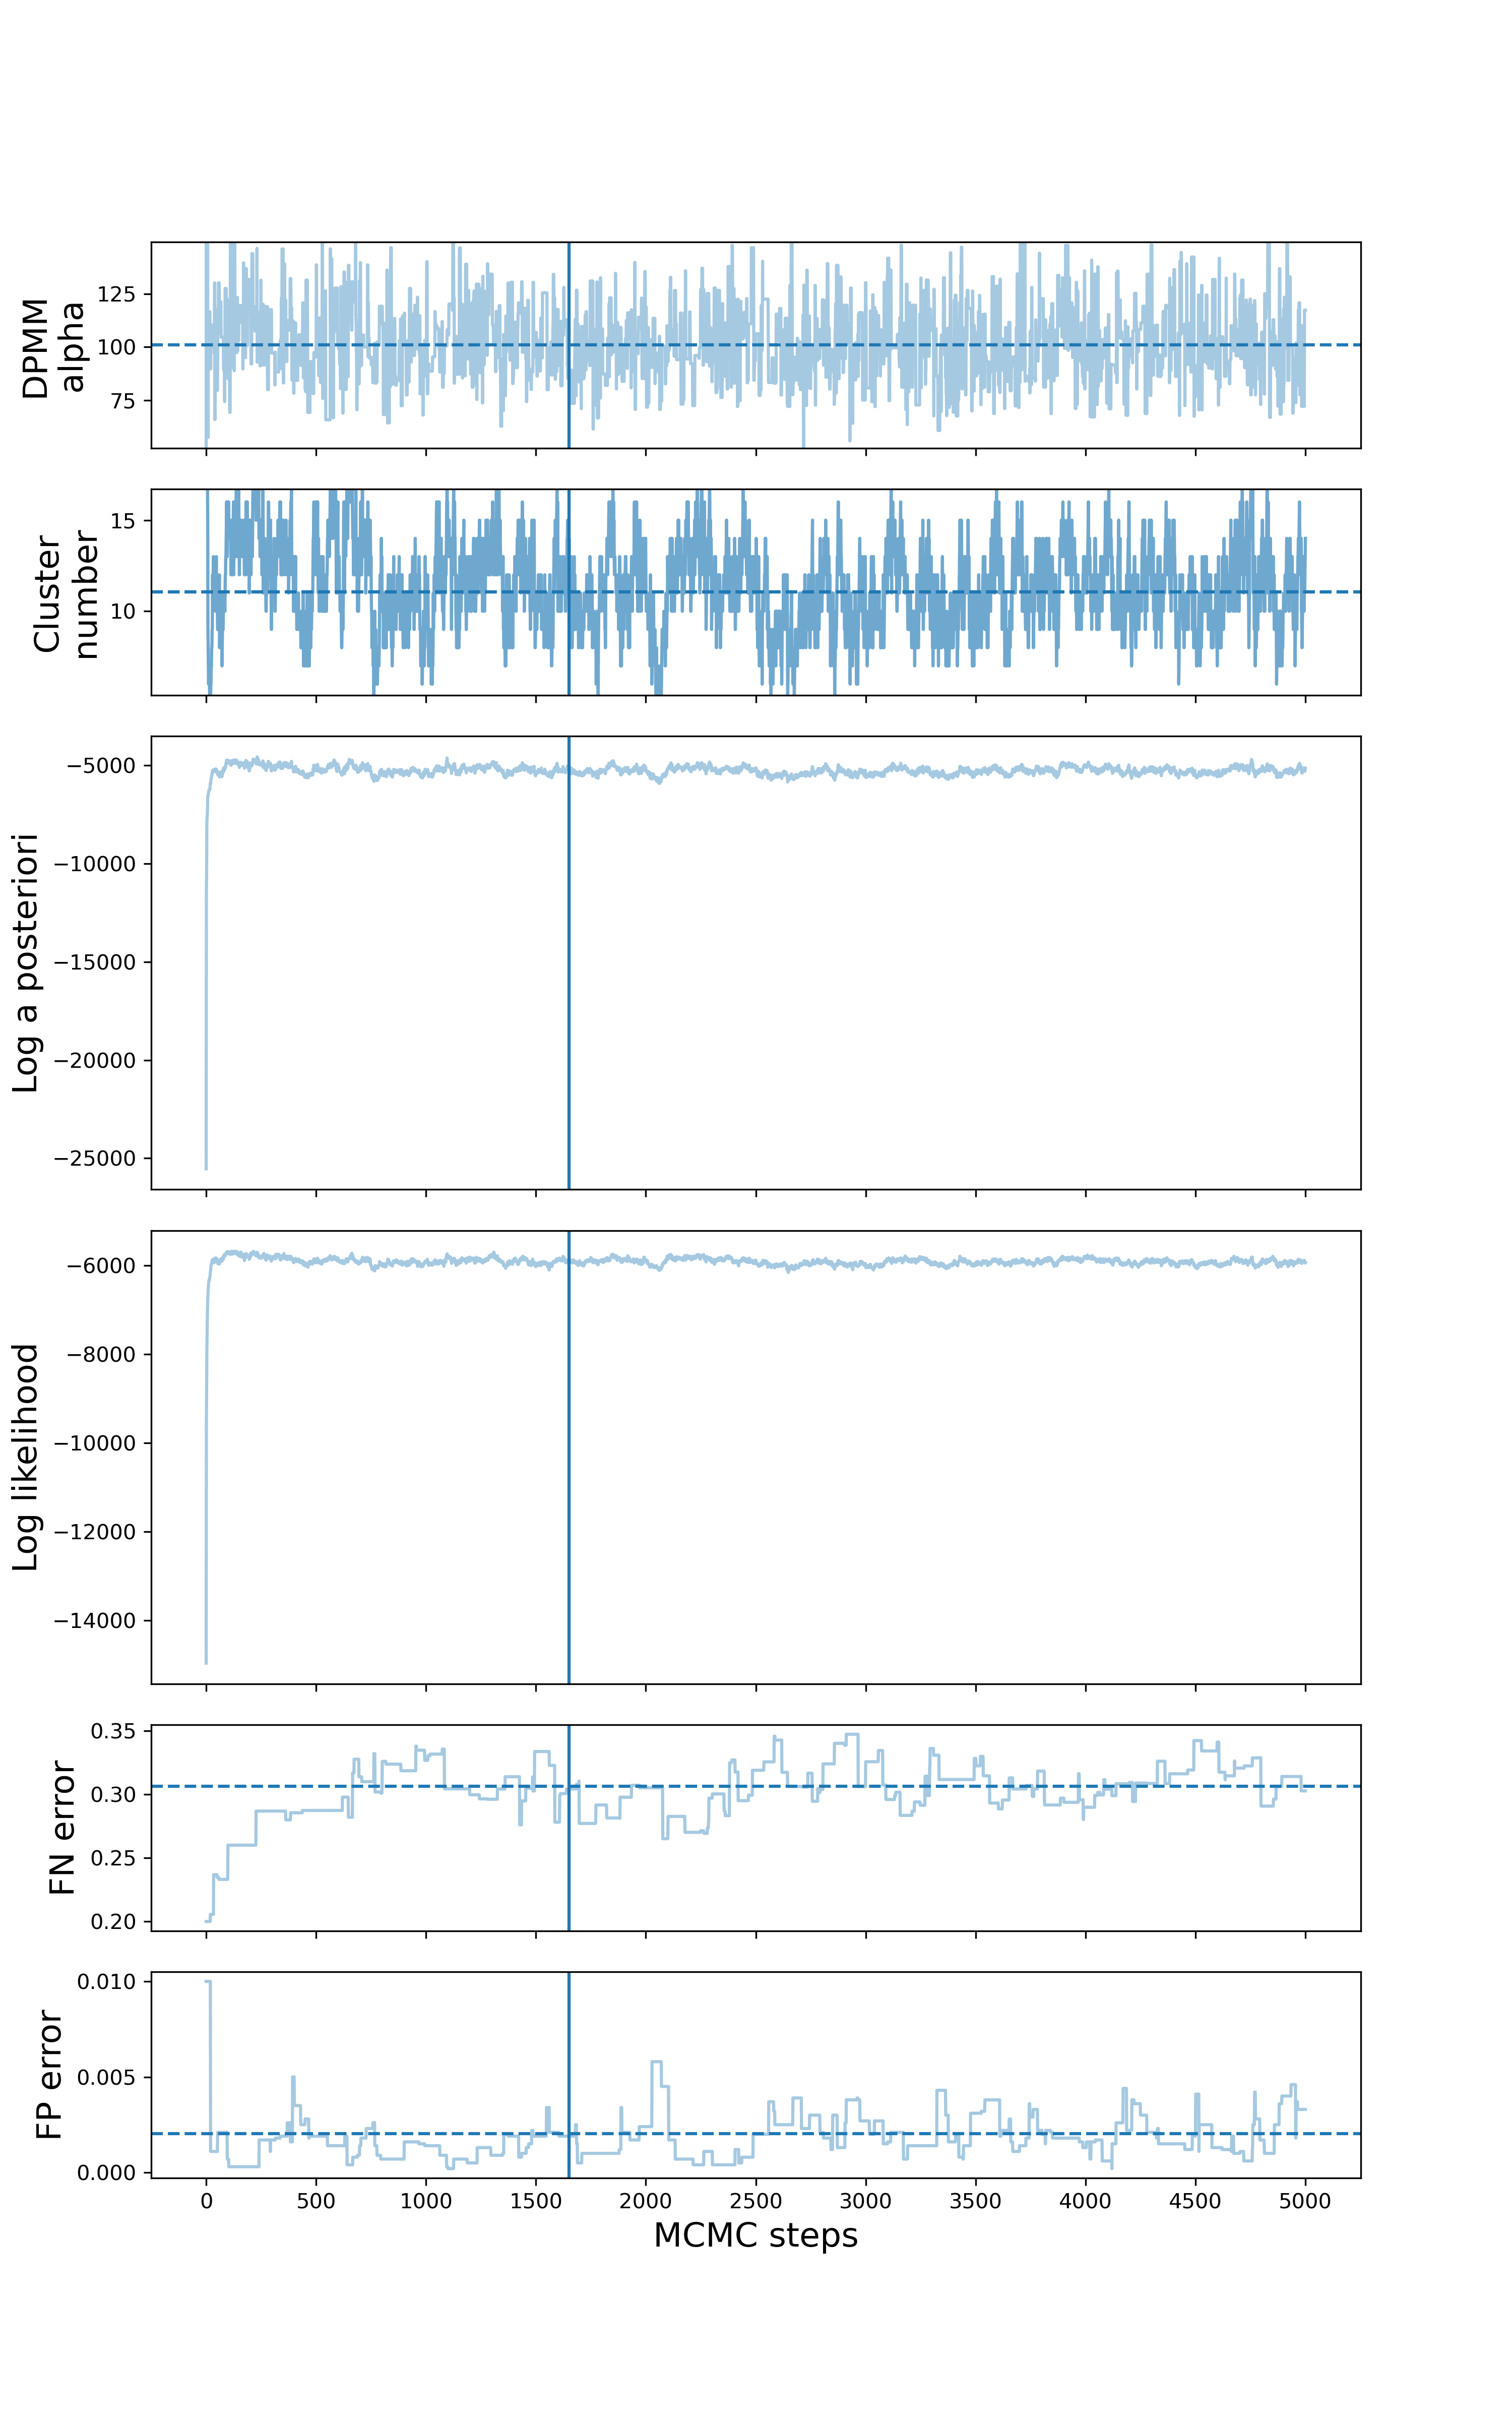 DPMM
alpha
125
100
75
Cluster
number
15
10
Log a posteriori
−5000
−10000
−15000
−20000
−25000
Log likelihood
−6000
−8000
−10000
−12000
−14000
FN error
0.35
0.30
0.25
0.20
FP error
0.010
0.005
0.000
0 500 1000 1500 2000 2500 3000 3500 4000 4500 5000
MCMC steps